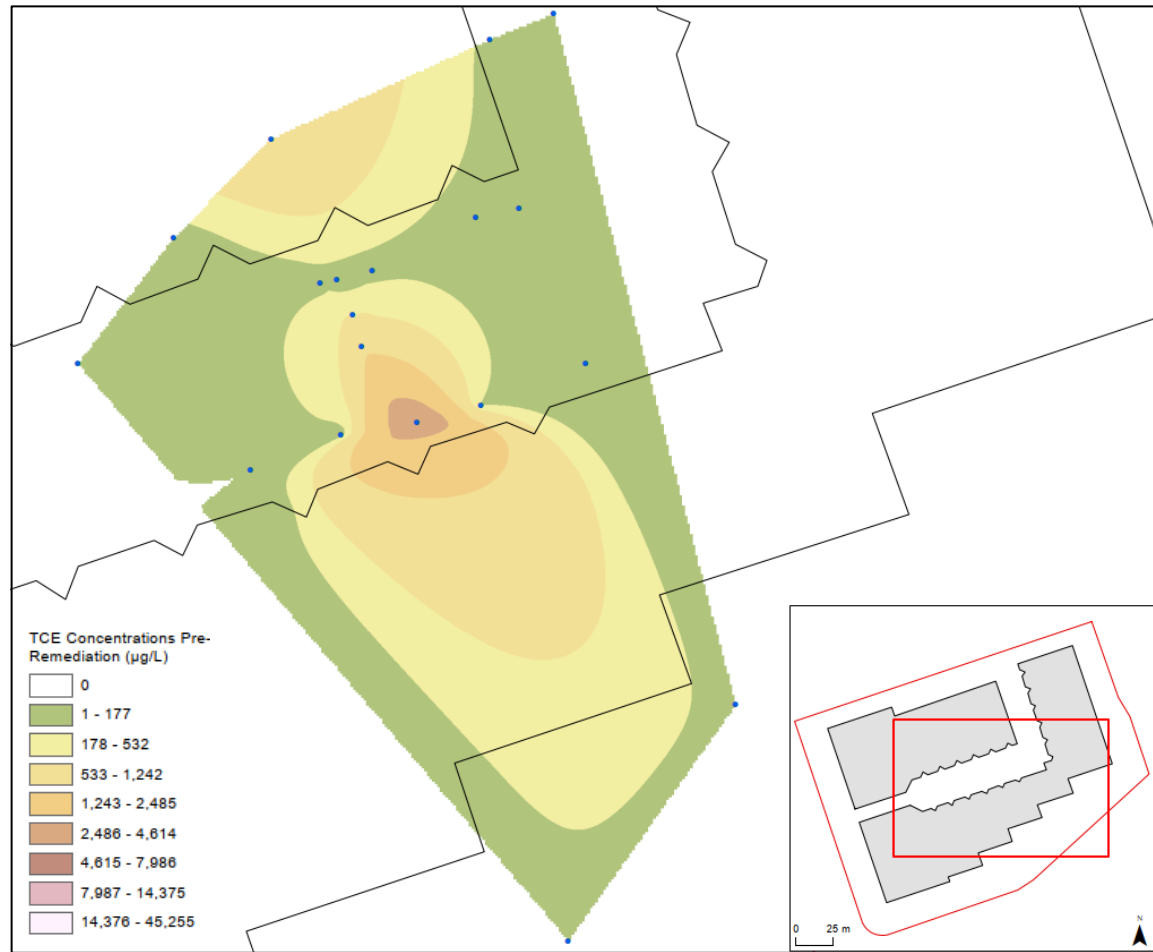 TCE Concentrations Pre-
Remediation (µg/L)
0
1 - 177
178 - 532
533 - 1,242
1,243 - 2,485
2,486 - 4,614
4,615 - 7,986
7,987 - 14,375
14,376 - 45,255
0 25 m
N